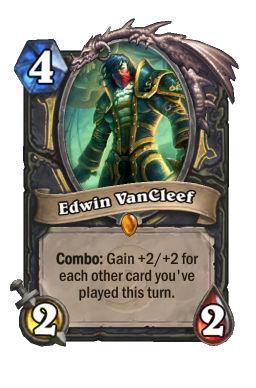 4
Edwin VanCleef
Combo: Gain +2/+2 for
each other card you've
played this turn.
2
2